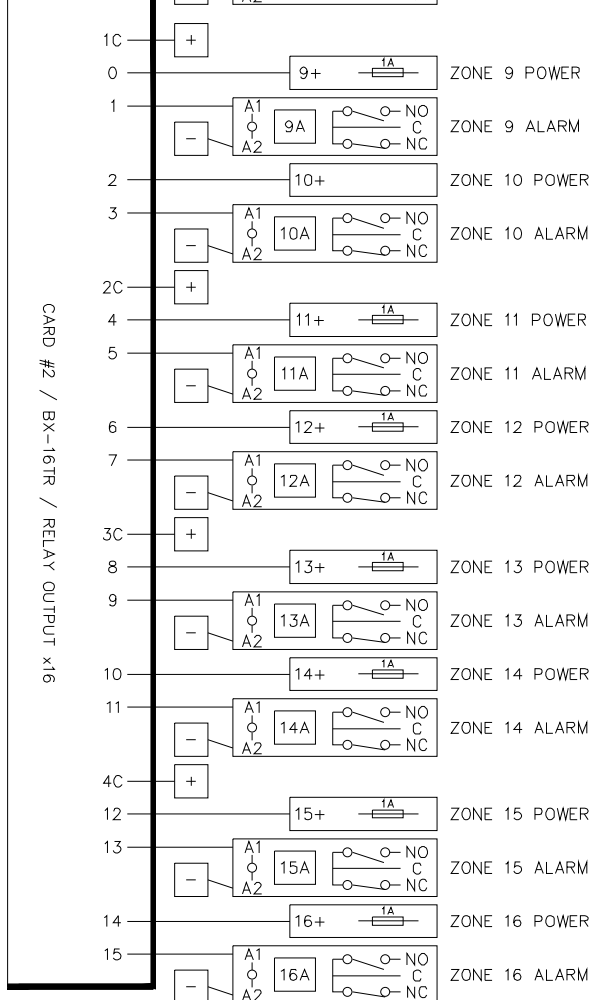 A2
1C +
0 9+ 1A ZONE 9 POWER
1 A1 NO
− 9A C ZONE 9 ALARM
A2 NC
2 10+ ZONE 10 POWER
3 A1 NO
− 10A C ZONE 10 ALARM
A2 NC
2C +
4 11+ 1A ZONE 11 POWER
5 A1 NO
− 11A C ZONE 11 ALARM
A2 NC
6 12+ 1A ZONE 12 POWER
7 A1 NO
− 12A C ZONE 12 ALARM
A2 NC
3C +
8 13+ 1A ZONE 13 POWER
9 A1 NO
− 13A C ZONE 13 ALARM
A2 NC
10 14+ 1A ZONE 14 POWER
11 A1 NO
− 14A C ZONE 14 ALARM
A2 NC
4C +
12 15+ 1A ZONE 15 POWER
13 A1 NO
− 15A C ZONE 15 ALARM
A2 NC
14 16+ 1A ZONE 16 POWER
15 A1 NO
− 16A C ZONE 16 ALARM
A2 NC
CARD #2 / BX-16TR / RELAY OUTPUT x16